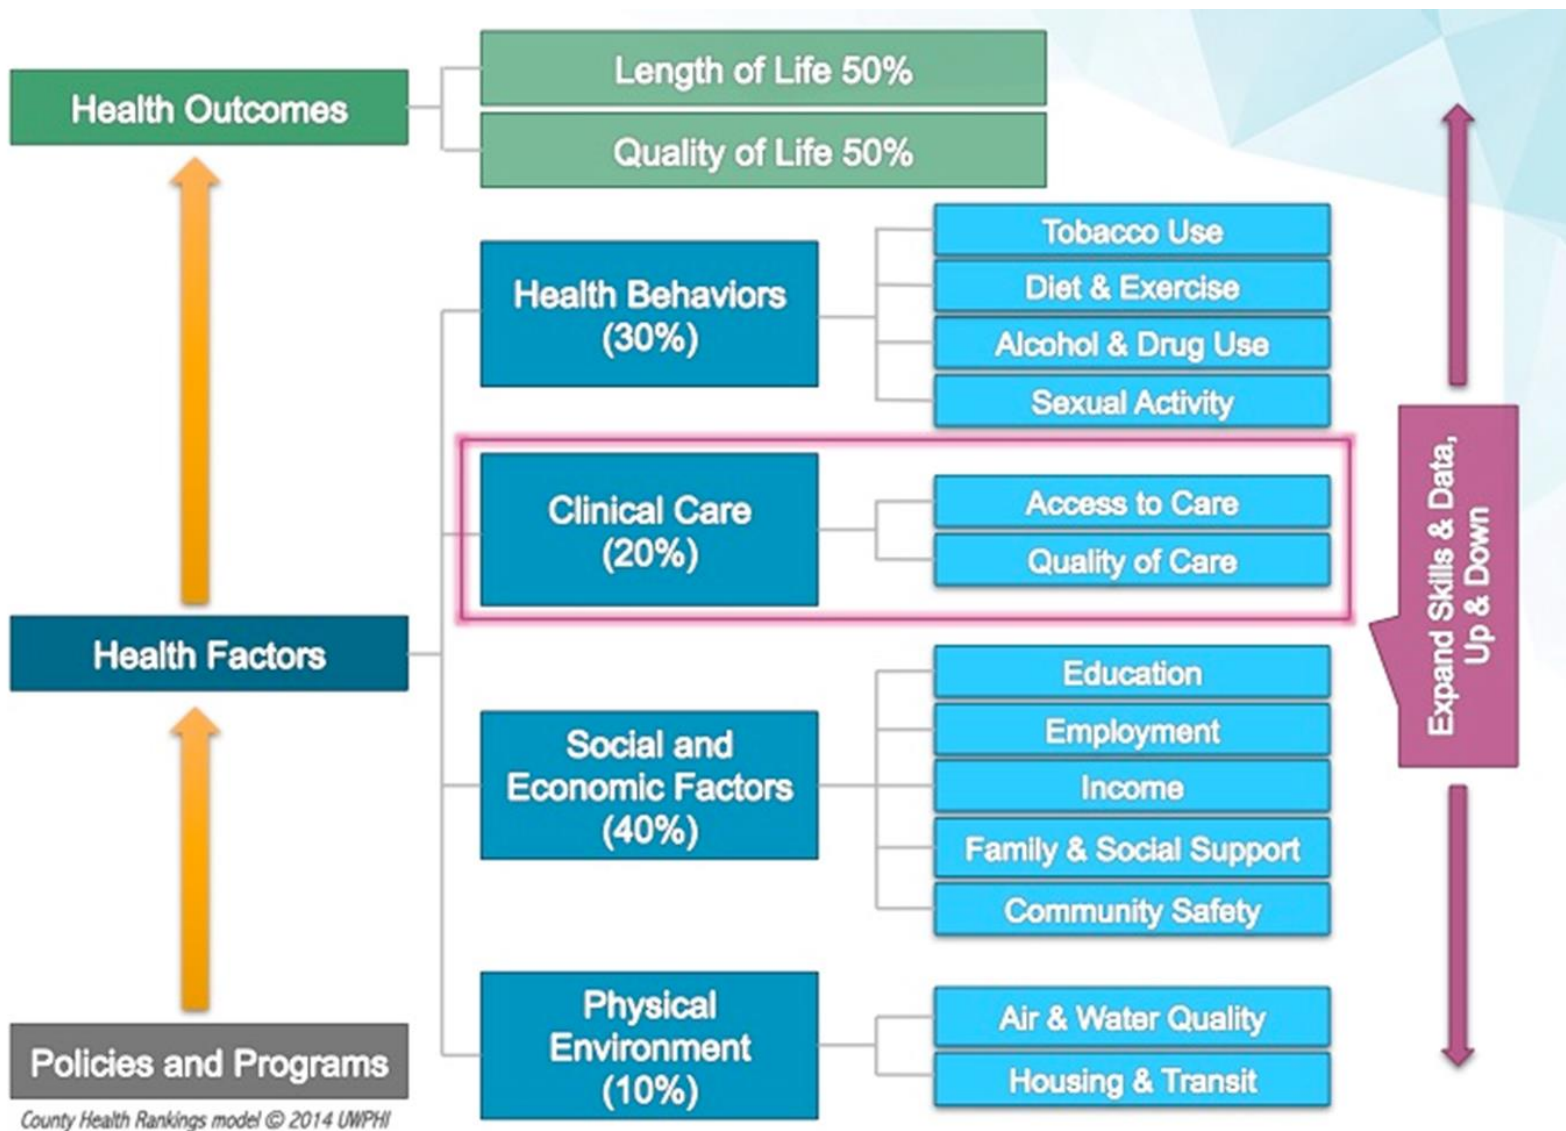 Length of Life 50%
Health Outcomes
Quality of Life 50%
Tobacco Use
Health Behaviors
(30%)
Diet & Exercise
Alcohol & Drug Use
Sexual Activity
Clinical Care
(20%)
Access to Care
Quality of Care
Expand Skills & Data,
Up & Down
Health Factors
Social and
Economic Factors
(40%)
Education
Employment
Income
Family & Social Support
Community Safety
Physical
Environment
(10%)
Air & Water Quality
Housing & Transit
Policies and Programs
County Health Rankings model © 2014 UWPHI